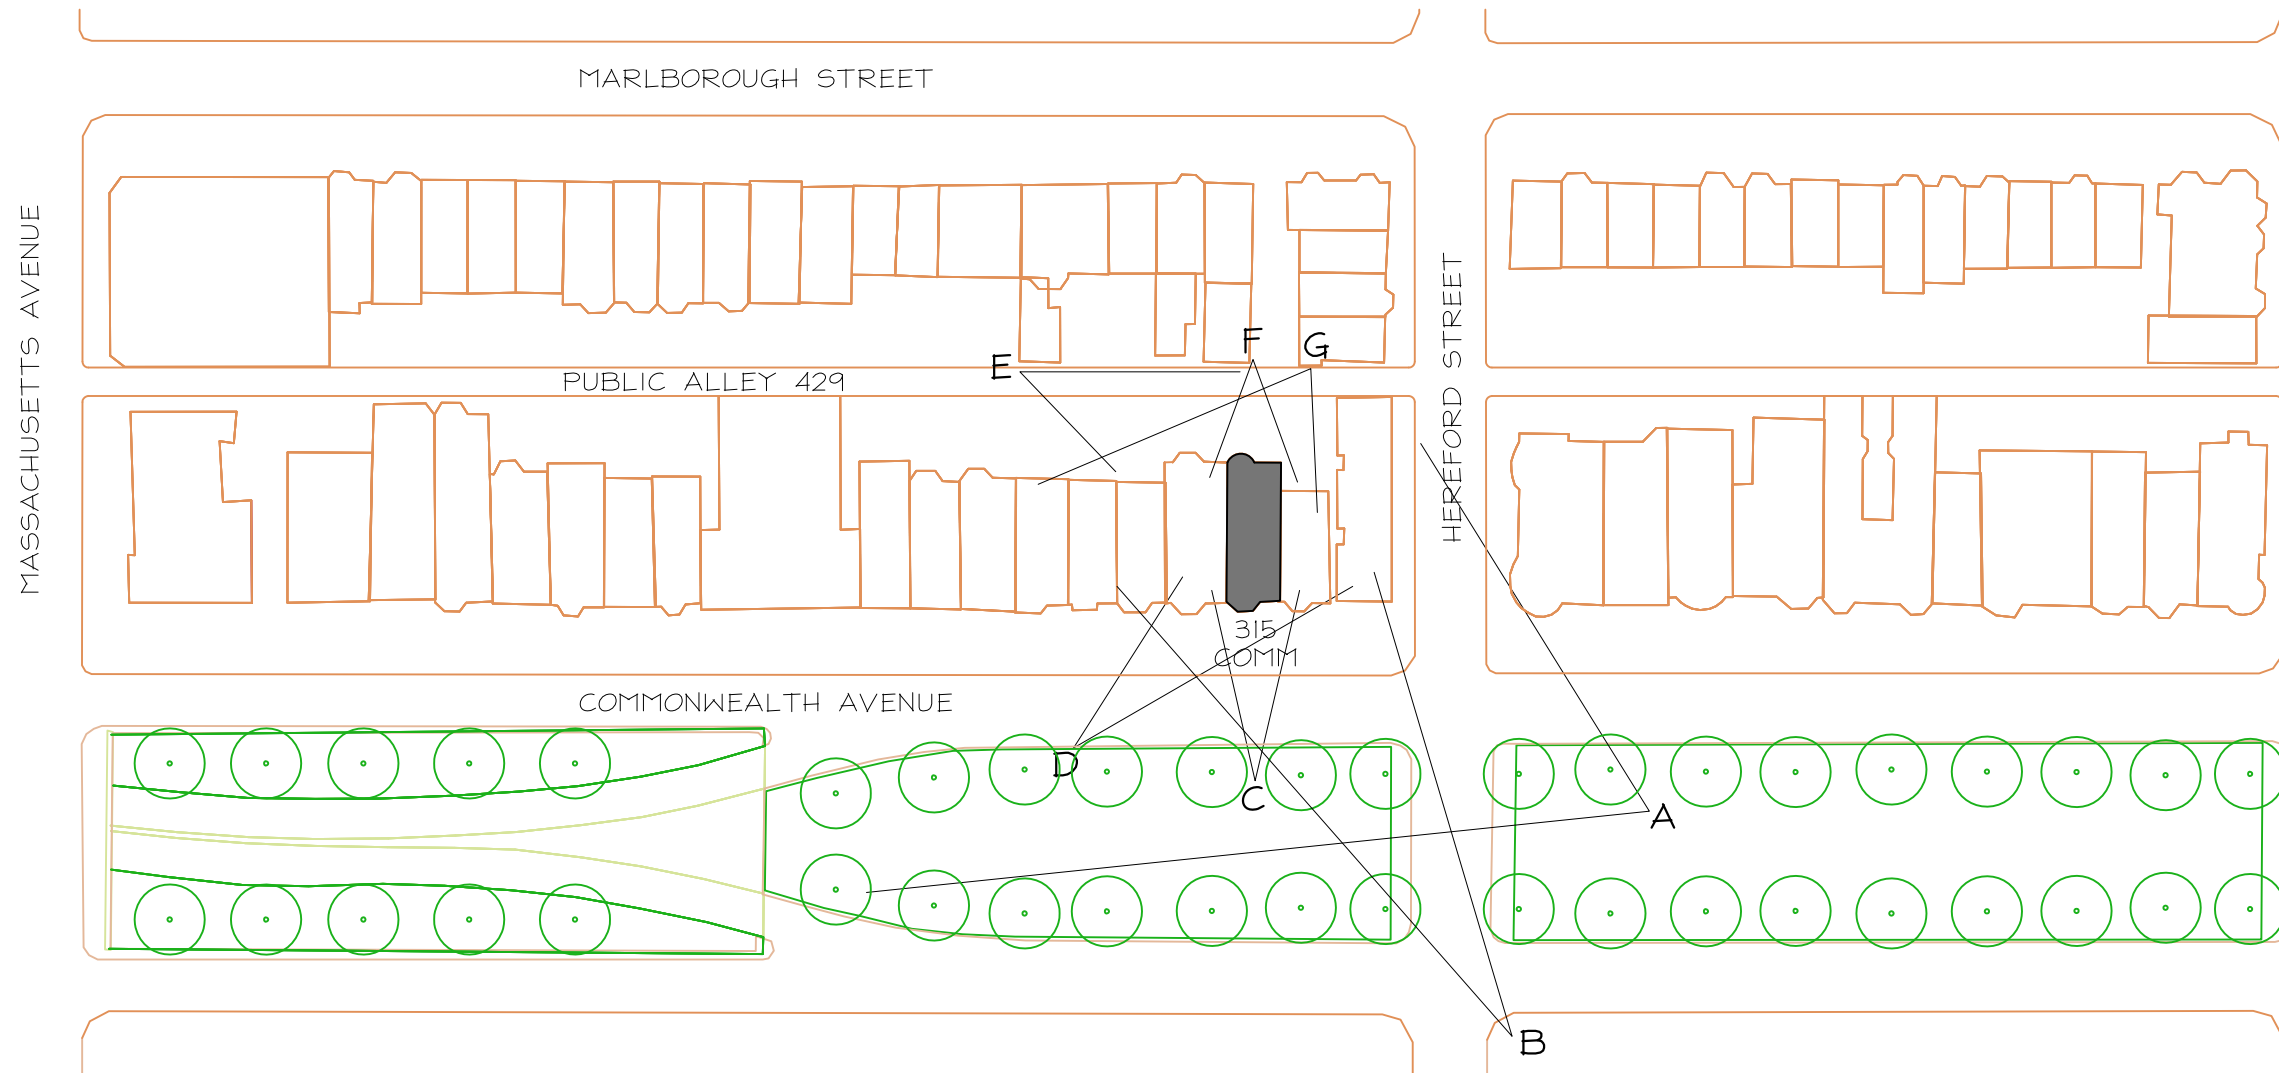 MARLBOROUGH STREET
MASSACHUSETTS AVENUE
HEREFORD STREET
F
G
E
PUBLIC ALLEY 429
315
COMM
COMMONWEALTH AVENUE
D
C
A
B